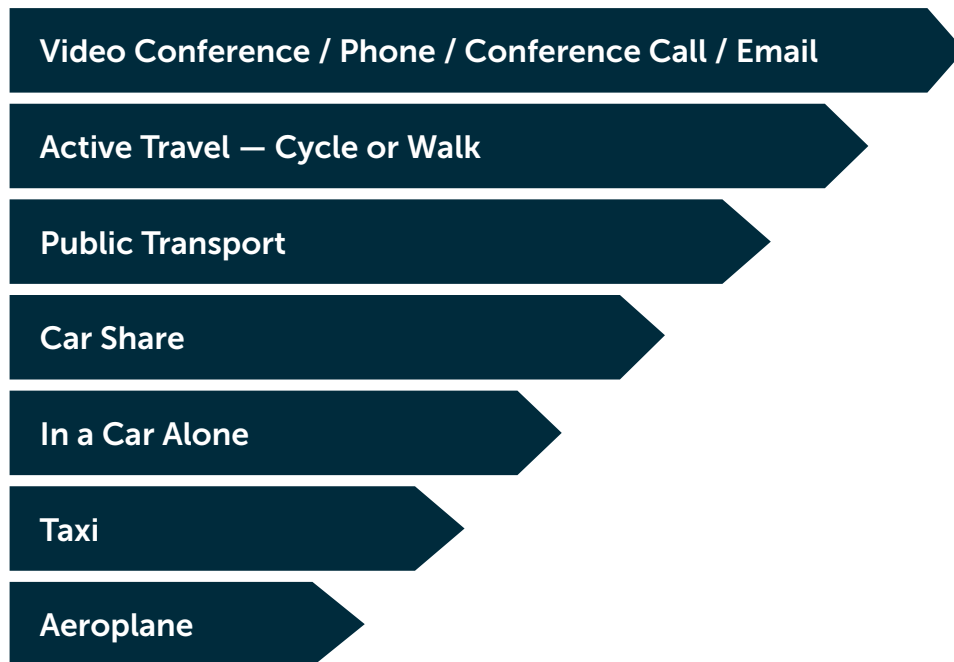 Video Conference / Phone / Conference Call / Email
Active Travel — Cycle or Walk
Public Transport
Car Share
In a Car Alone
Taxi
Aeroplane